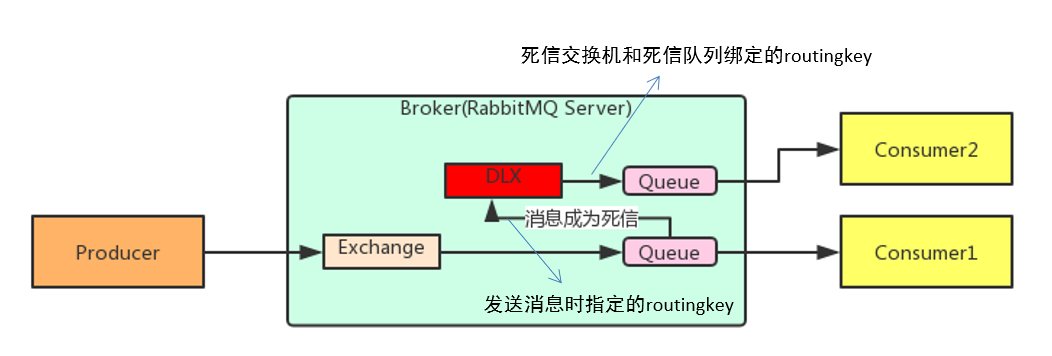 死信交换机和死信队列绑定的routingkey
Broker(RabbitMQ Server)
DLX
Queue
Consumer2
消息成为死信
Producer
Exchange
Queue
Consumer1
发送消息时指定的routingkey